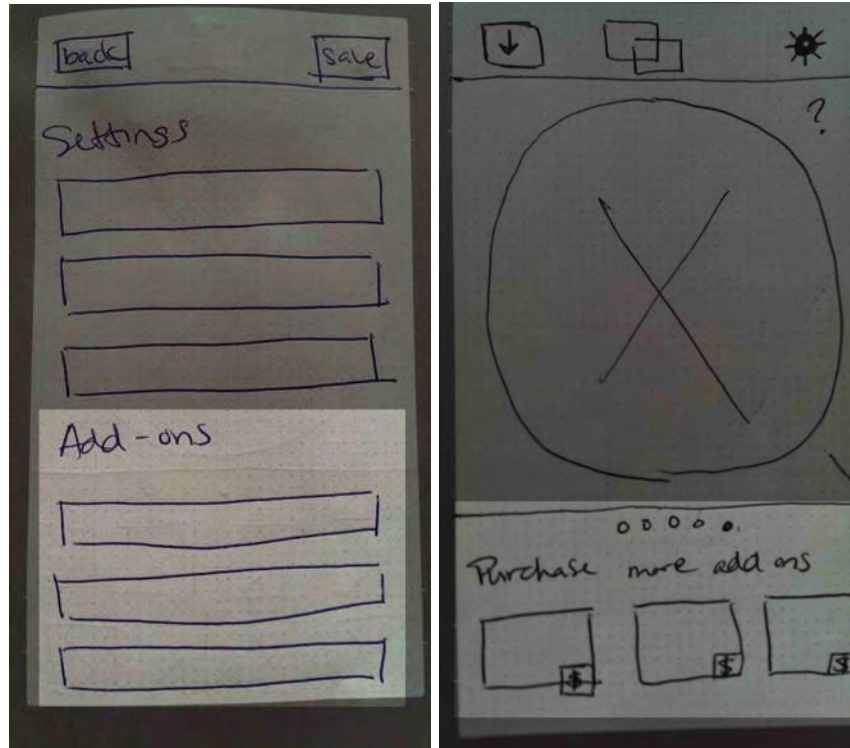 back
save
Settings
Add-ons
?
Purchase more add ons
$
$
$